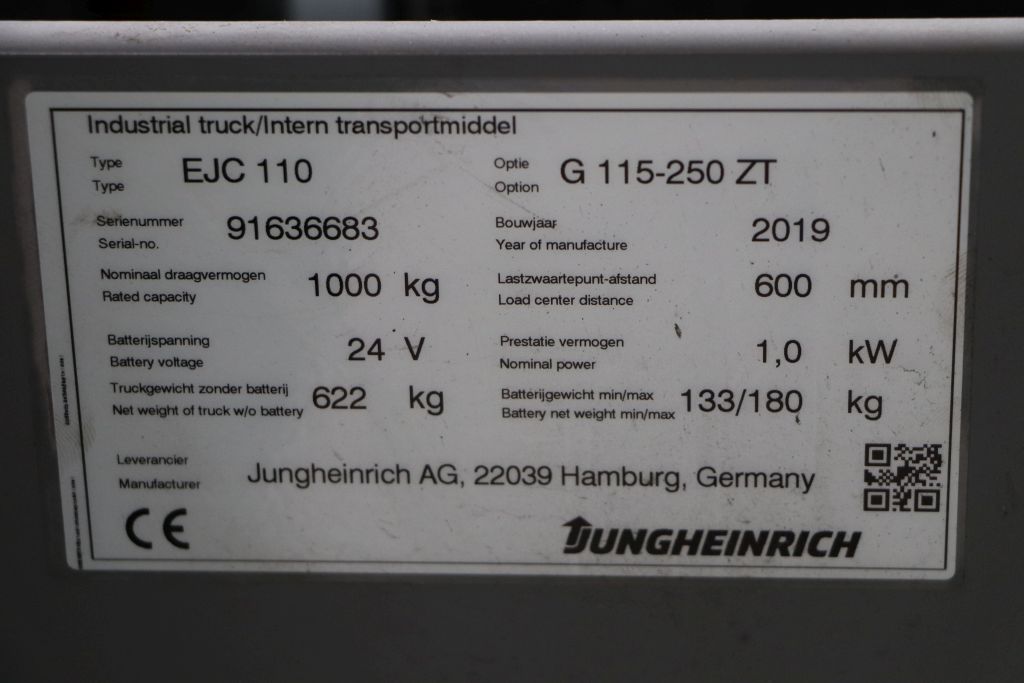 Industrial truck/Intern transportmiddel
Type EJC 110 Optie G 115-250 ZT
Type Option
Serienummer 91636683 Bouwjaar 2019
Serial-no. Year of manufacture
Nominaal draagvermogen 1000 kg Lastzwaartepunt-afstand 600 mm
Rated capacity Load center distance
Batterijspanning 24 V Prestatie vermogen 1,0 kW
Battery voltage Nominal power
Truckgewicht zonder batterij 622 kg Batterijgewicht min/max 133/180 kg
Net weight of truck w/o battery Battery net weight min/max
Leverancier Jungheinrich AG, 22039 Hamburg, Germany
Manufacturer
CE JUNGHEINRICH